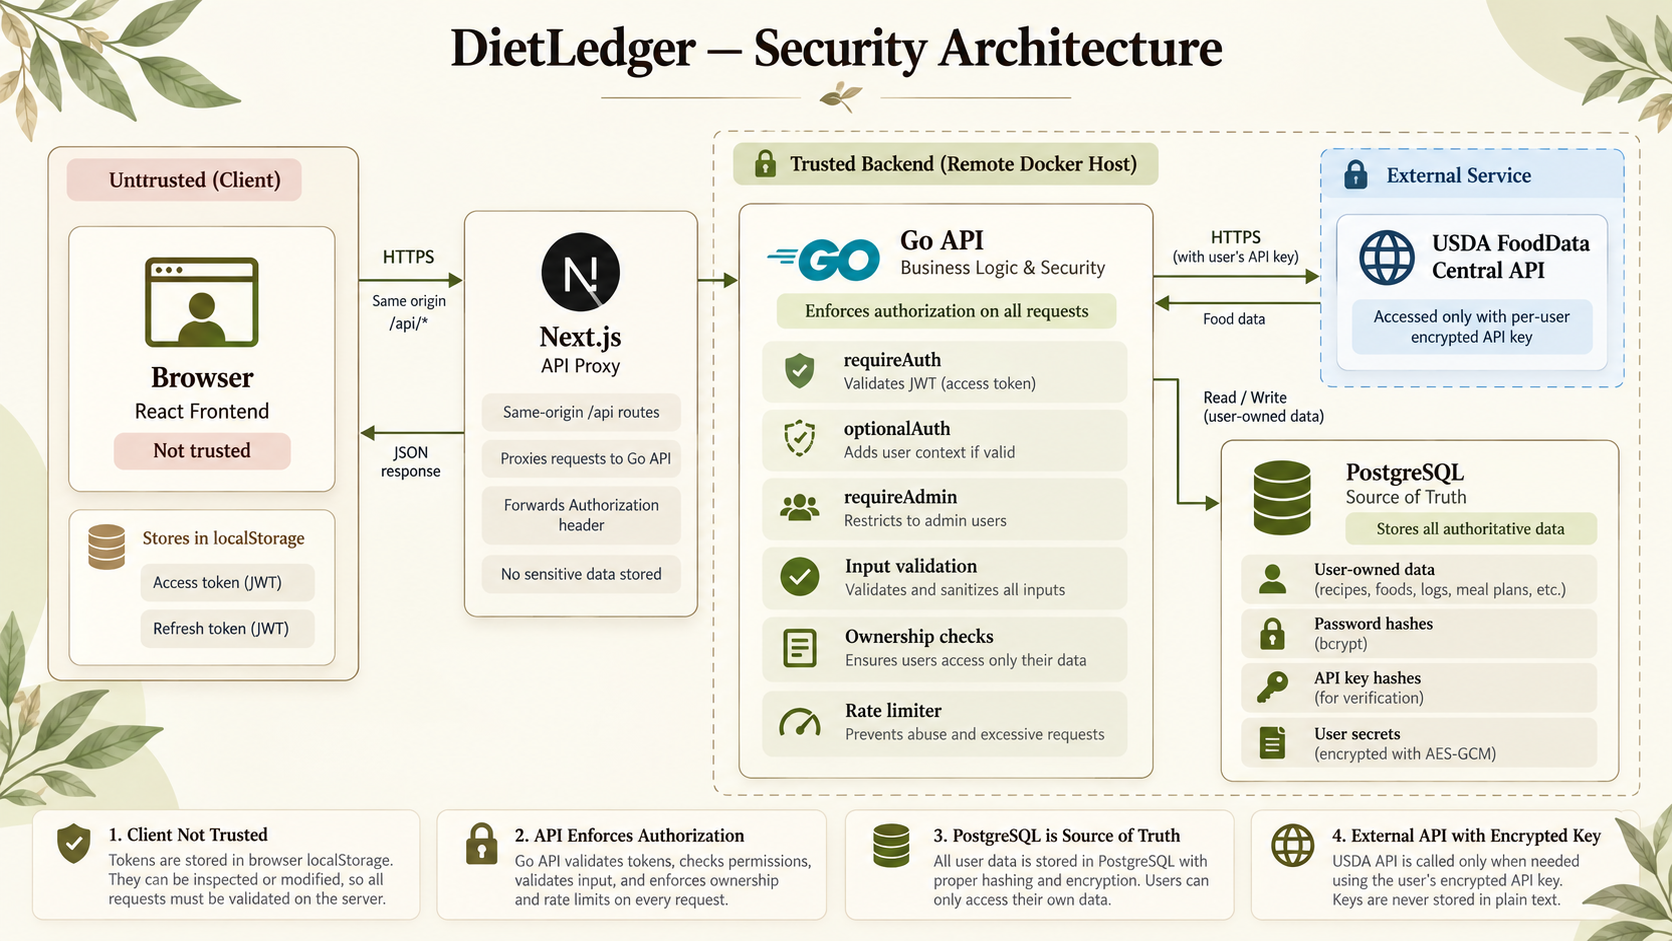 DietLedger — Security Architecture
Unttrusted (Client)
Browser
React Frontend
Not trusted
Stores in localStorage
Access token (JWT)
Refresh token (JWT)
HTTPS
Same origin
/api/*
JSON
response
N
Next.js
API Proxy
Same-origin /api routes
Proxies requests to Go API
Forwards Authorization
header
No sensitive data stored
Trusted Backend (Remote Docker Host)
GO
Go API
Business Logic & Security
Enforces authorization on all requests
requireAuth
Validates JWT (access token)
optionalAuth
Adds user context if valid
requireAdmin
Restricts to admin users
Input validation
Validates and sanitizes all inputs
Ownership checks
Ensures users access only their data
Rate limiter
Prevents abuse and excessive requests
HTTPS
(with user's API key)
Food data
Read / Write
(user-owned data)
External Service
USDA FoodData
Central API
Accessed only with per-user
encrypted API key
PostgreSQL
Source of Truth
Stores all authoritative data
User-owned data
(recipes, foods, logs, meal plans, etc.)
Password hashes
(bcrypt)
API key hashes
(for verification)
User secrets
(encrypted with AES-GCM)
1. Client Not Trusted
Tokens are stored in browser localStorage.
They can be inspected or modified, so all
requests must be validated on the server.
2. API Enforces Authorization
Go API validates tokens, checks permissions,
validates input, and enforces ownership
and rate limits on every request.
3. PostgreSQL is Source of Truth
All user data is stored in PostgreSQL with
proper hashing and encryption. Users can
only access their own data.
4. External API with Encrypted Key
USDA API is called only when needed
using the user's encrypted API key.
Keys are never stored in plain text.